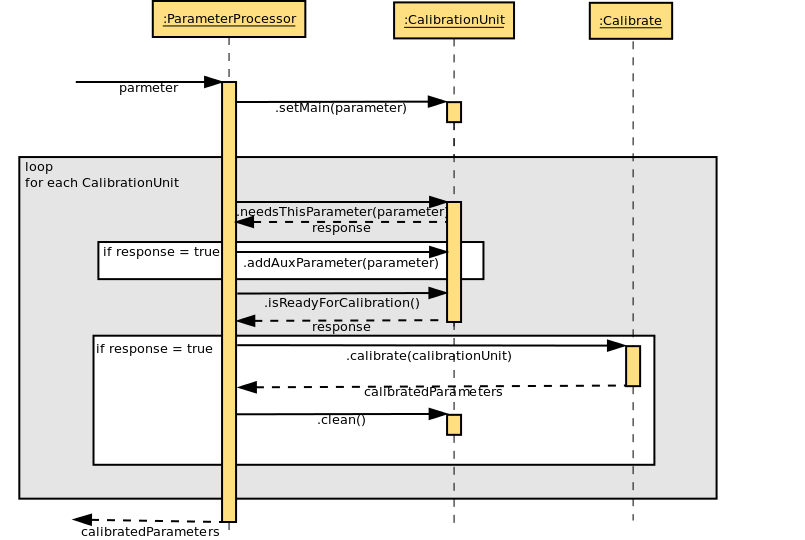 :ParameterProcessor
:CalibrationUnit
:Calibrate
parmeter
.setMain(parameter)
loop
for each CalibrationUnit
.needsThisParameter(parameter)
response
if response = true
.addAuxParameter(parameter)
.isReadyForCalibration()
response
if response = true
.calibrate(calibrationUnit)
calibratedParameters
.clean()
calibratedParameters